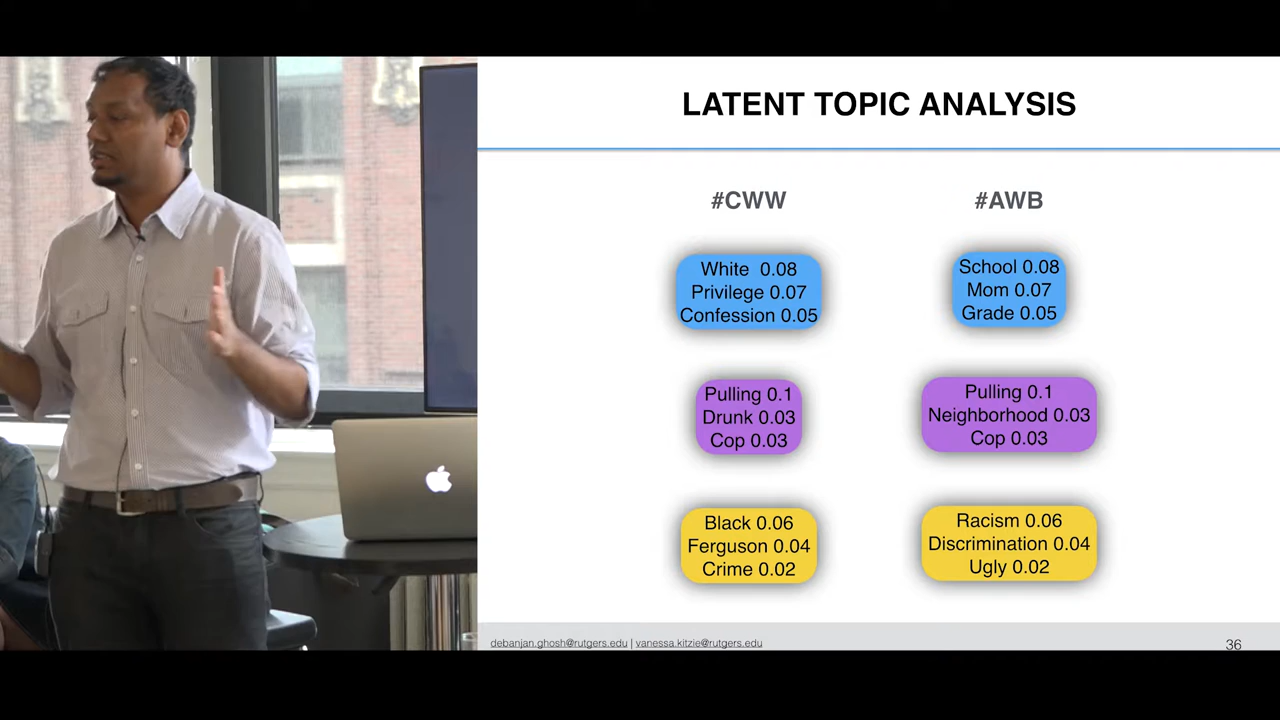 LATENT TOPIC ANALYSIS
#CWW
#AWB
White 0.08
Privilege 0.07
Confession 0.05
School 0.08
Mom 0.07
Grade 0.05
Pulling 0.1
Drunk 0.03
Cop 0.03
Pulling 0.1
Neighborhood 0.03
Cop 0.03
Black 0.06
Ferguson 0.04
Crime 0.02
Racism 0.06
Discrimination 0.04
Ugly 0.02
debanjan.ghosh@rutgers.edu | vanessa.kitzie@rutgers.edu
36